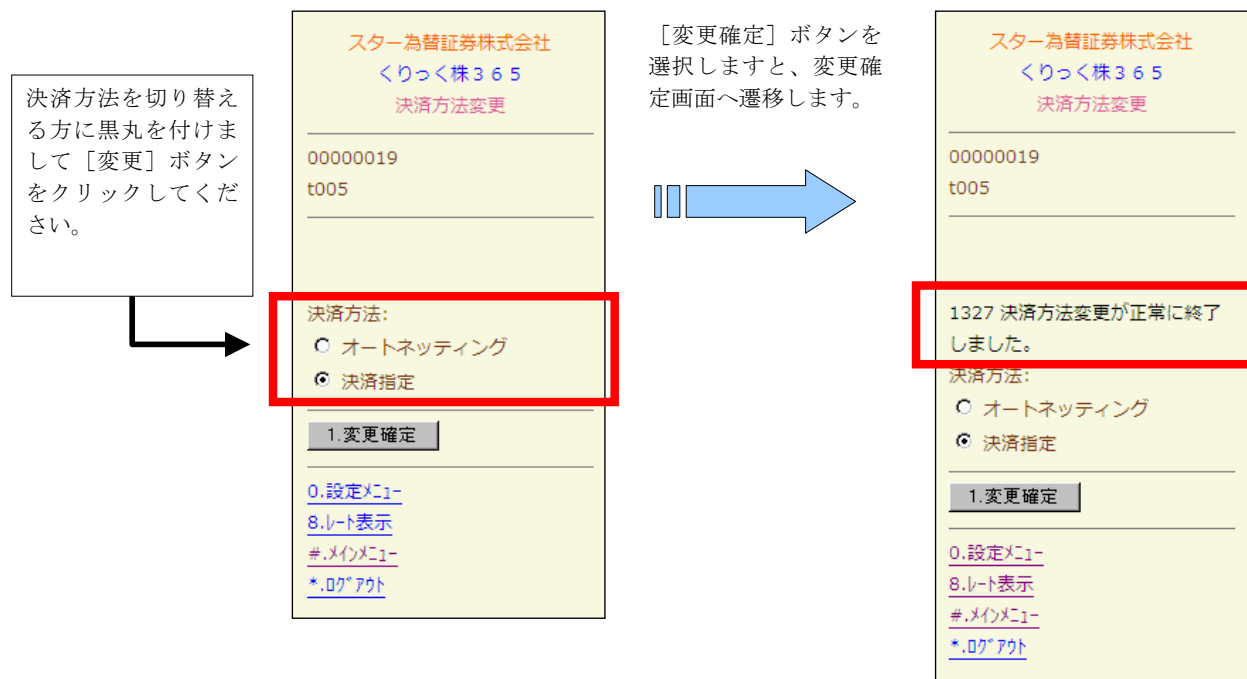 決済方法を切り替え
る方に黒丸を付けま
して［変更］ボタン
をクリックしてくだ
さい。
スター為替証券株式会社
くりっく株３６５
決済方法変更
00000019
t005
決済方法:
オートネッティング
決済指定
1.変更確定
0.設定ﾒﾆｭｰ
8.ﾚｰﾄ表示
#.ﾒｲﾝﾒﾆｭｰ
*.ﾛｸﾞｱｳﾄ
［変更確定］ボタンを
選択しますと、変更確
定画面へ遷移します。
スター為替証券株式会社
くりっく株３６５
決済方法変更
00000019
t005
1327 決済方法変更が正常に終了
しました。
決済方法:
オートネッティング
決済指定
1.変更確定
0.設定ﾒﾆｭｰ
8.ﾚｰﾄ表示
#.ﾒｲﾝﾒﾆｭｰ
*.ﾛｸﾞｱｳﾄ